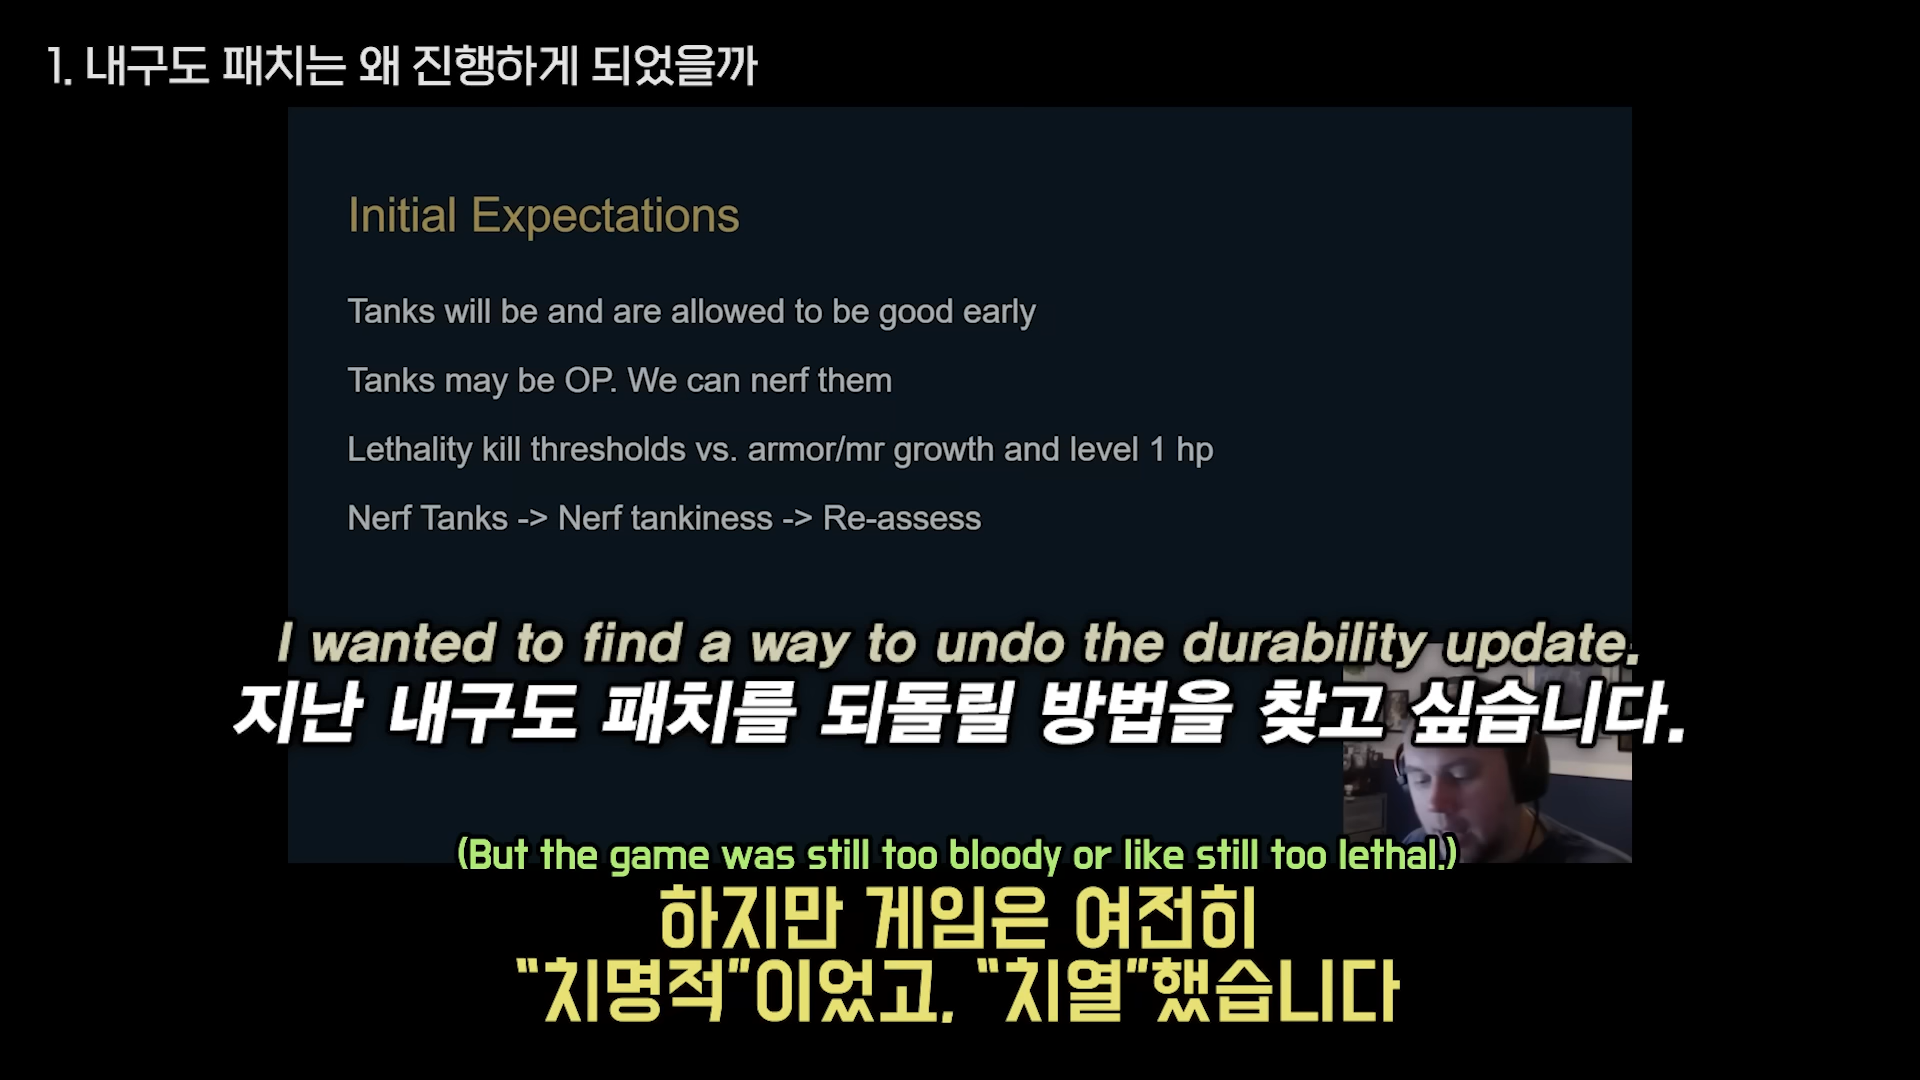 1. 내구도 패치는 왜 진행하게 되었을까
Initial Expectations
Tanks will be and are allowed to be good early
Tanks may be OP. We can nerf them
Lethality kill thresholds vs. armor/mr growth and level 1 hp
Nerf Tanks -> Nerf tankiness -> Re-assess
I wanted to find a way to undo the durability update.
지난 내구도 패치를 되돌릴 방법을 찾고 싶습니다.
(But the game was still too bloody or like still too lethal.)
하지만 게임은 여전히
“치명적”이었고, “치열”했습니다